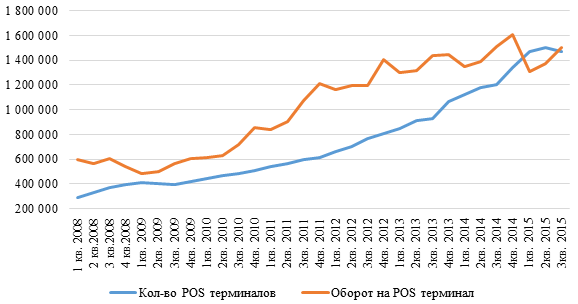 1 800 000
1 600 000
1 400 000
1 200 000
1 000 000
800 000
600 000
400 000
200 000
1 кв. 2008
2 кв.2008
3 кв.2008
4 кв.2008
1кв. 2009
2кв. 2009
3кв. 2009
4кв. 2009
1кв. 2010
2кв. 2010
3кв. 2010
4кв. 2010
1кв. 2011
2кв. 2011
3кв. 2011
4кв. 2011
1кв. 2012
2кв. 2012
3кв. 2012
4кв. 2012
1кв. 2013
2кв. 2013
3кв. 2013
4кв. 2013
1кв. 2014
2кв. 2014
3кв. 2014
4кв. 2014
1кв. 2015
2кв. 2015
3кв. 2015
Кол-во POS терминалов
Оборот на POS терминал